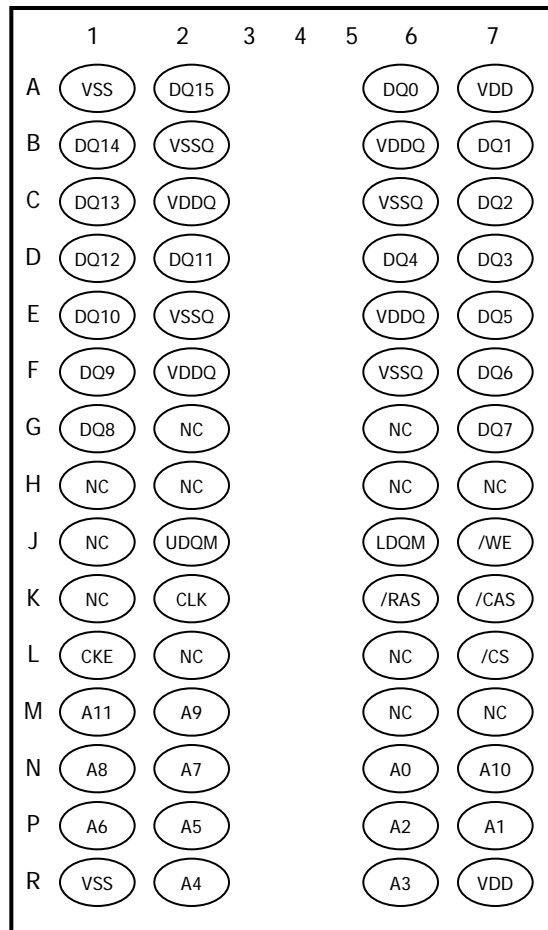 1 2 3 4 5 6 7
A VSS DQ15 DQ0 VDD
B DQ14 VSSQ VDDQ DQ1
C DQ13 VDDQ VSSQ DQ2
D DQ12 DQ11 DQ4 DQ3
E DQ10 VSSQ VDDQ DQ5
F DQ9 VDDQ VSSQ DQ6
G DQ8 NC NC DQ7
H NC NC NC NC
J NC UDQM LDQM /WE
K NC CLK /RAS /CAS
L CKE NC NC /CS
M A11 A9 NC NC
N A8 A7 A0 A10
P A6 A5 A2 A1
R VSS A4 A3 VDD